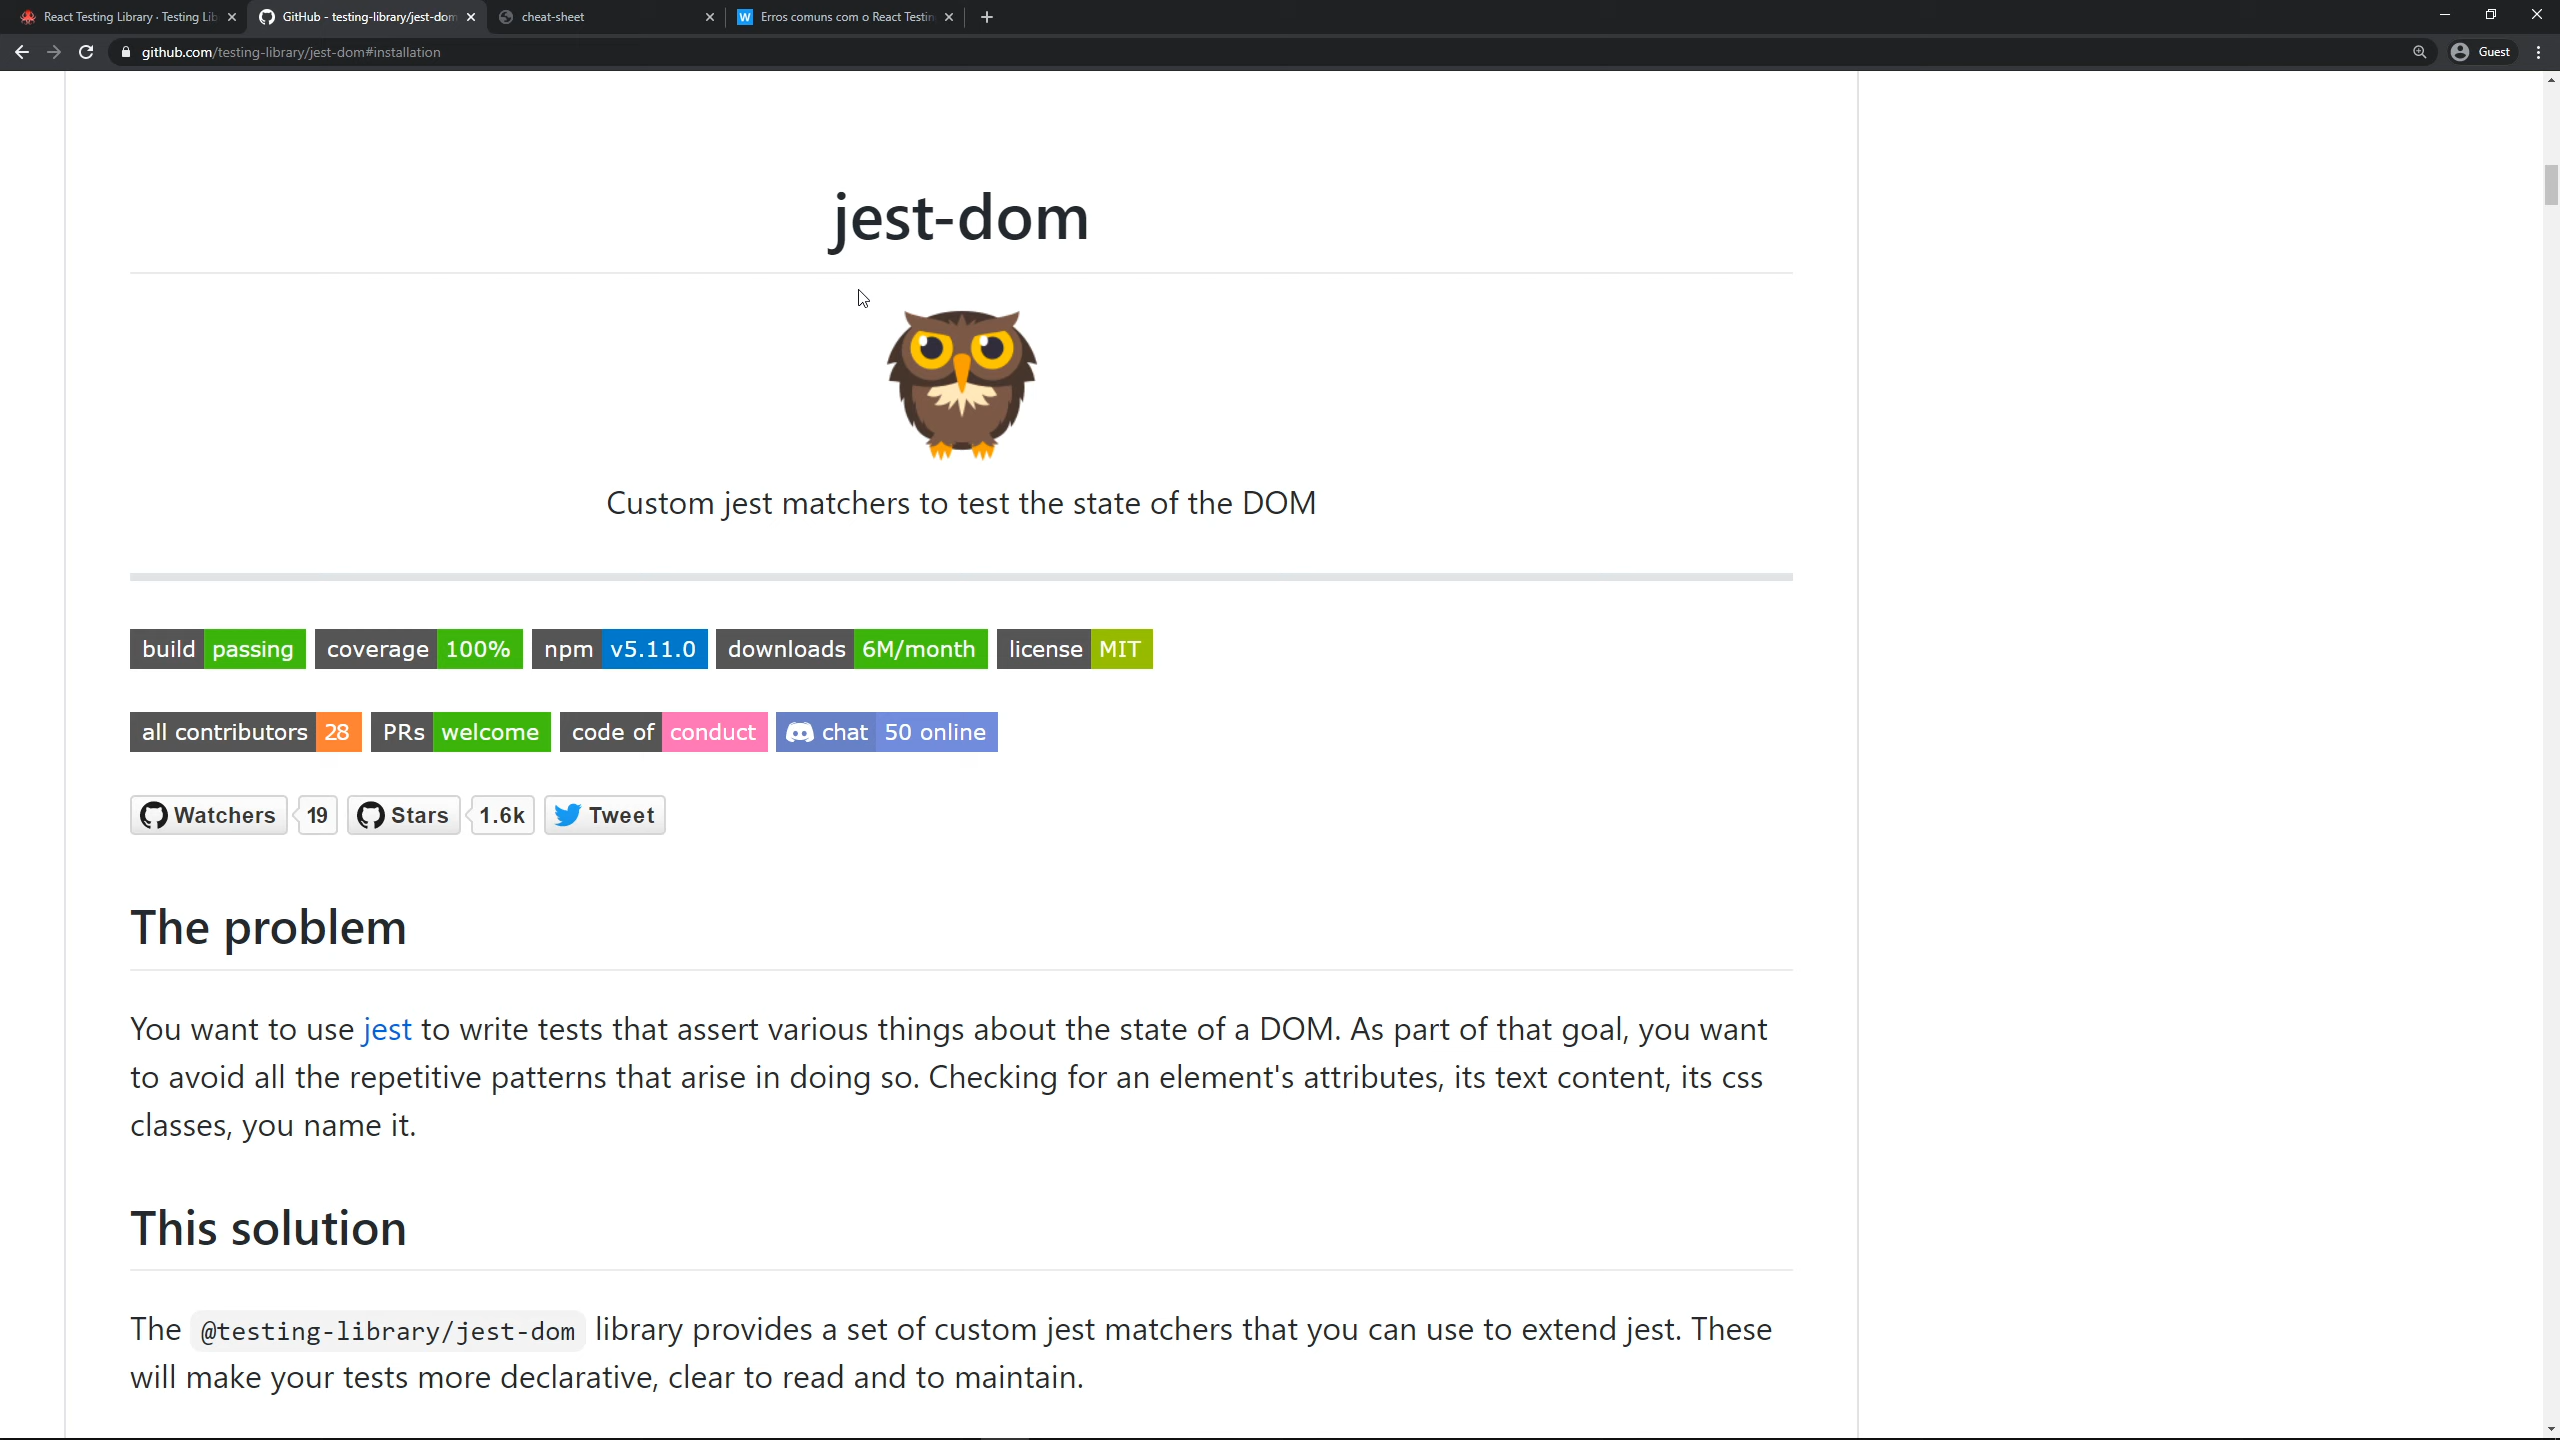 React Testing Library · Testing Lib
GitHub - testing-library/jest-dom
cheat-sheet
W Erros comuns com o React Testin
github.com/testing-library/jest-dom#installation
Guest
jest-dom
Custom jest matchers to test the state of the DOM
build passing coverage 100% npm v5.11.0 downloads 6M/month license MIT
all contributors 28 PRs welcome code of conduct chat 50 online
Watchers 19 Stars 1.6k Tweet
The problem
You want to use jest to write tests that assert various things about the state of a DOM. As part of that goal, you want
to avoid all the repetitive patterns that arise in doing so. Checking for an element's attributes, its text content, its css
classes, you name it.
This solution
The @testing-library/jest-dom library provides a set of custom jest matchers that you can use to extend jest. These
will make your tests more declarative, clear to read and to maintain.